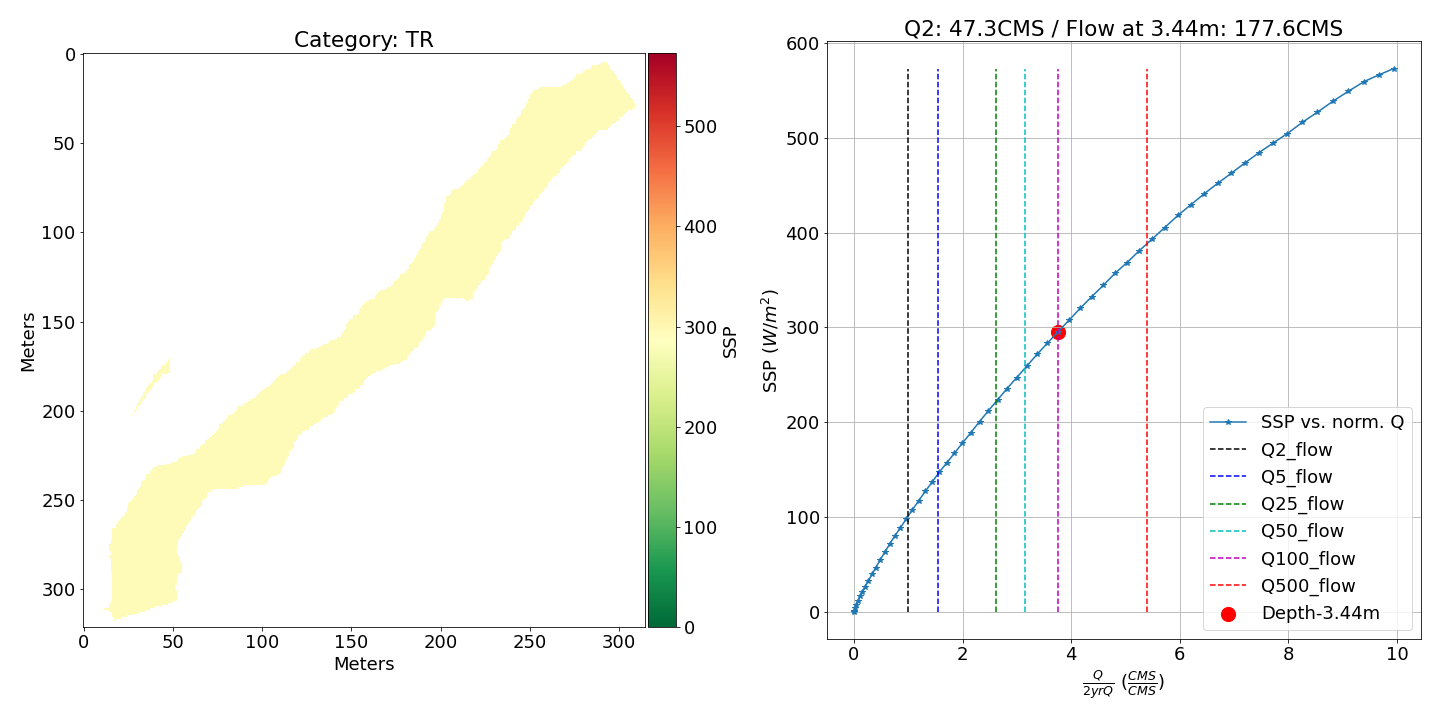 Category: TR
0
50
100
150
200
250
300
Meters
0
50
100
150
200
250
300
Meters
500
400
300
200
100
0
SSP
Q2: 47.3CMS / Flow at 3.44m: 177.6CMS
600
500
400
300
200
100
0
SSP (W/m²)
0
2
4
6
8
10
Q/2yrQ (CMS/CMS)
SSP vs. norm. Q
Q2_flow
Q5_flow
Q25_flow
Q50_flow
Q100_flow
Q500_flow
Depth-3.44m